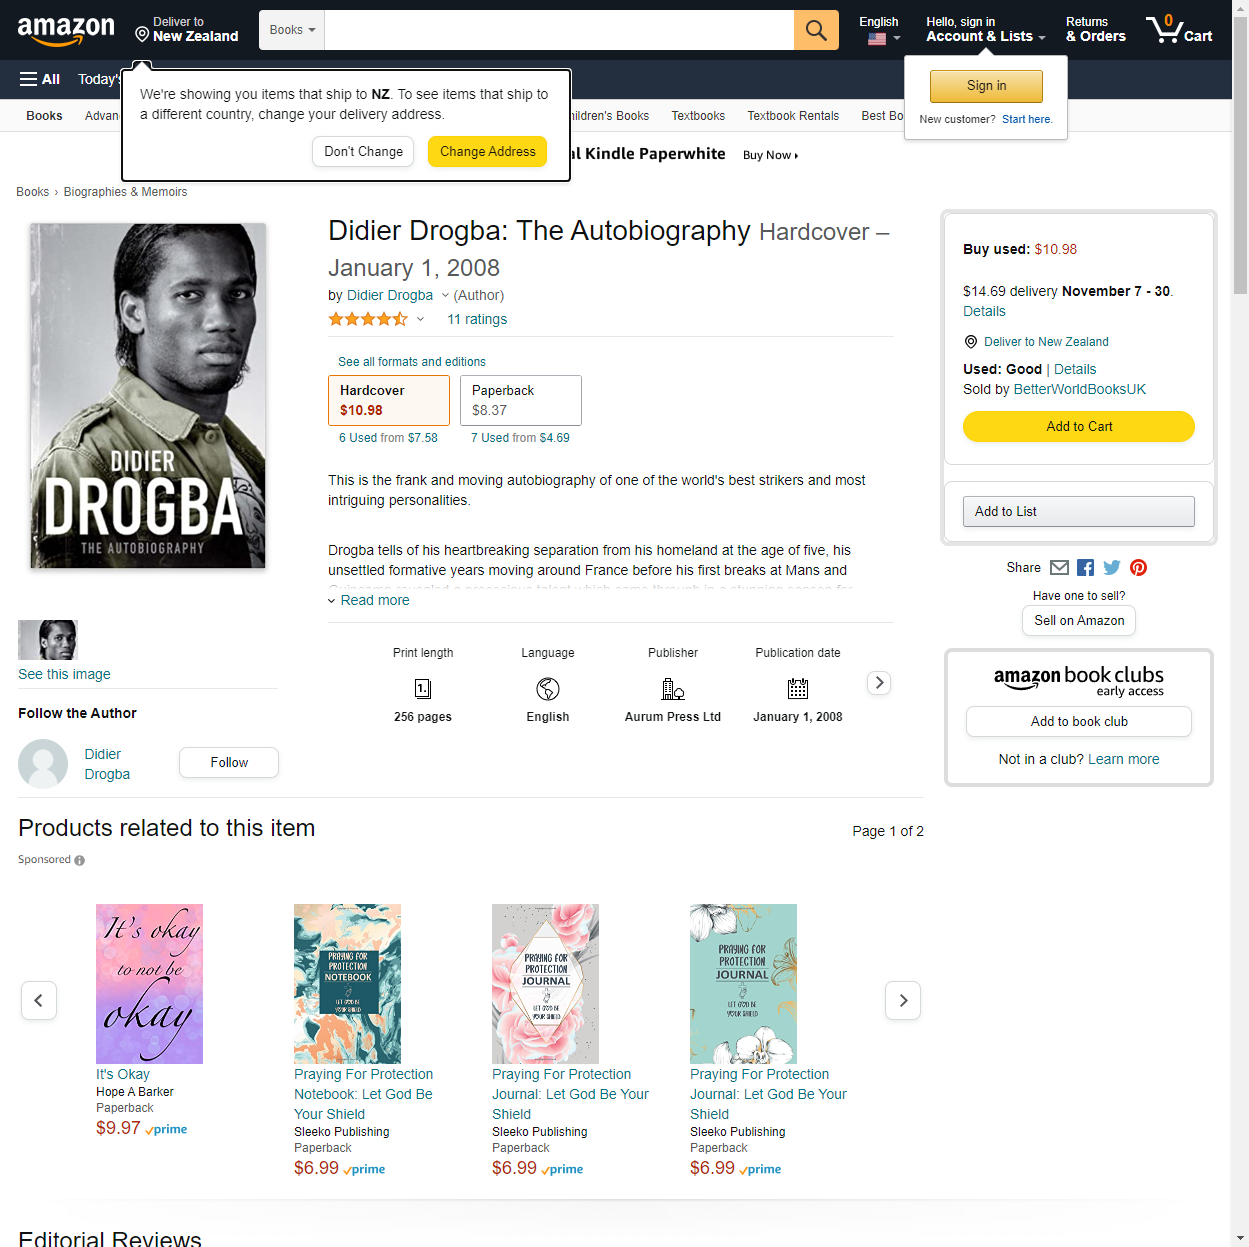 amazon
Deliver to
New Zealand
Books
English
Hello, sign in
Account & Lists
Returns
& Orders
0
Cart
All
Today's
Sign in
New customer? Start here.
We're showing you items that ship to NZ. To see items that ship to
a different country, change your delivery address.
Don't Change
Change Address
Books
Textbooks
Textbook Rentals
Kindle Paperwhite
Buy Now
Books › Biographies & Memoirs
DIDIER
DROGBA
THE AUTOBIOGRAPHY
See this image
Follow the Author
Didier
Drogba
Follow
Didier Drogba: The Autobiography Hardcover –
January 1, 2008
by Didier Drogba (Author)
11 ratings
See all formats and editions
Hardcover
$10.98
Paperback
$8.37
6 Used from $7.58
7 Used from $4.69
This is the frank and moving autobiography of one of the world's best strikers and most
intriguing personalities.
Drogba tells of his heartbreaking separation from his homeland at the age of five, his
unsettled formative years moving around France before his first breaks at Mans and
Read more
Print length
1.
256 pages
Language
English
Publisher
Aurum Press Ltd
Publication date
January 1, 2008
Buy used: $10.98
$14.69 delivery November 7 - 30.
Details
Deliver to New Zealand
Used: Good | Details
Sold by BetterWorldBooksUK
Add to Cart
Add to List
Share
Have one to sell?
Sell on Amazon
amazon book clubs
early access
Add to book club
Not in a club? Learn more
Products related to this item
Page 1 of 2
Sponsored
It's okay
to not be
okay
It's Okay
Hope A Barker
Paperback
$9.97 prime
PRAYING FOR
PROTECTION
NOTEBOOK
LET GOD BE
YOUR SHIELD
Praying For Protection
Notebook: Let God Be
Your Shield
Sleeko Publishing
Paperback
$6.99 prime
PRAYING FOR
PROTECTION
JOURNAL
LET GOD BE
YOUR SHIELD
Praying For Protection
Journal: Let God Be Your
Shield
Sleeko Publishing
Paperback
$6.99 prime
PRAYING FOR
PROTECTION
JOURNAL
LET GOD BE
YOUR SHIELD
Praying For Protection
Journal: Let God Be Your
Shield
Sleeko Publishing
Paperback
$6.99 prime
Editorial Reviews